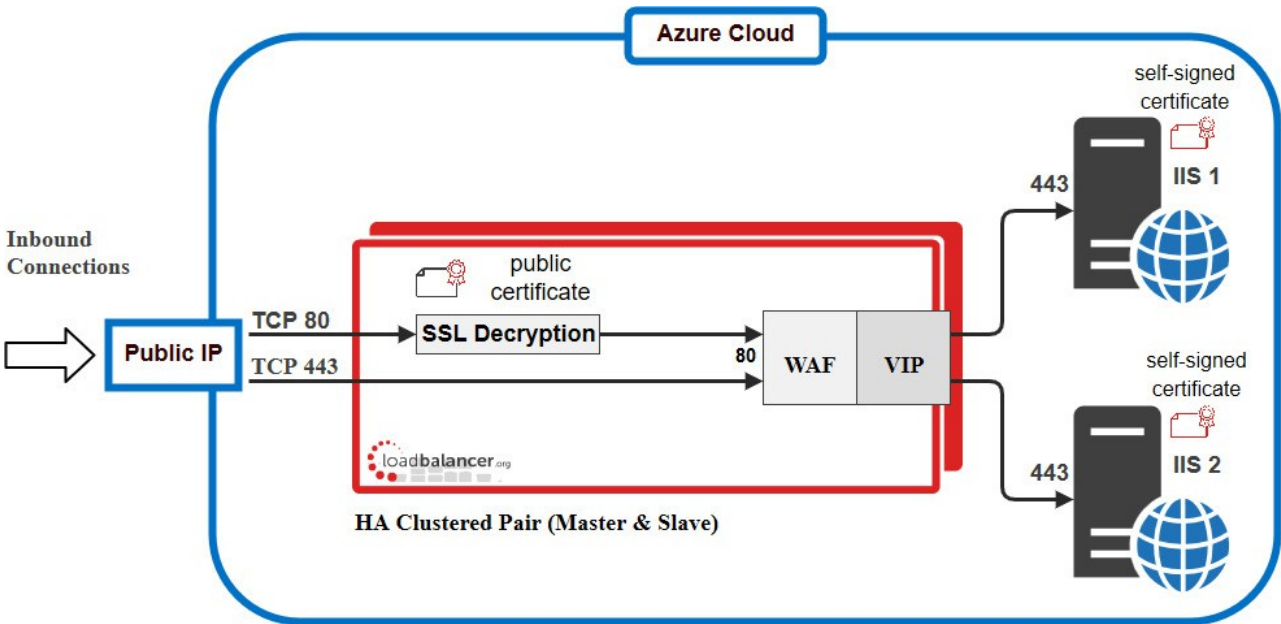 Azure Cloud
self-signed
certificate
443
IIS 1
Inbound
Connections
public
certificate
TCP 80
SSL Decryption
Public IP
TCP 443
80
WAF
VIP
self-signed
certificate
443
IIS 2
loadbalancer.org
HA Clustered Pair (Master & Slave)